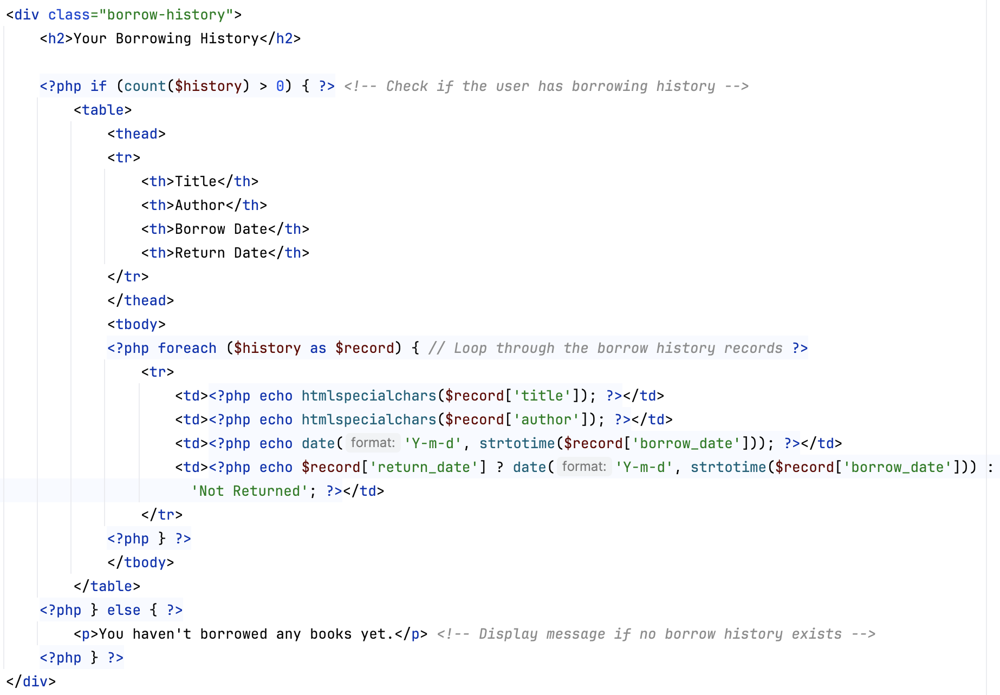 <div class="borrow-history">
    <h2>Your Borrowing History</h2>

    <?php if (count($history) > 0) { ?> <!-- Check if the user has borrowing history -->
        <table>
            <thead>
            <tr>
                <th>Title</th>
                <th>Author</th>
                <th>Borrow Date</th>
                <th>Return Date</th>
            </tr>
            </thead>
            <tbody>
            <?php foreach ($history as $record) { // Loop through the borrow history records ?>
                <tr>
                    <td><?php echo htmlspecialchars($record['title']); ?></td>
                    <td><?php echo htmlspecialchars($record['author']); ?></td>
                    <td><?php echo date( format: 'Y-m-d', strtotime($record['borrow_date'])); ?></td>
                    <td><?php echo $record['return_date'] ? date( format: 'Y-m-d', strtotime($record['borrow_date'])) :
                      'Not Returned'; ?></td>
                </tr>
            <?php } ?>
            </tbody>
        </table>
    <?php } else { ?>
        <p>You haven't borrowed any books yet.</p> <!-- Display message if no borrow history exists -->
    <?php } ?>
</div>